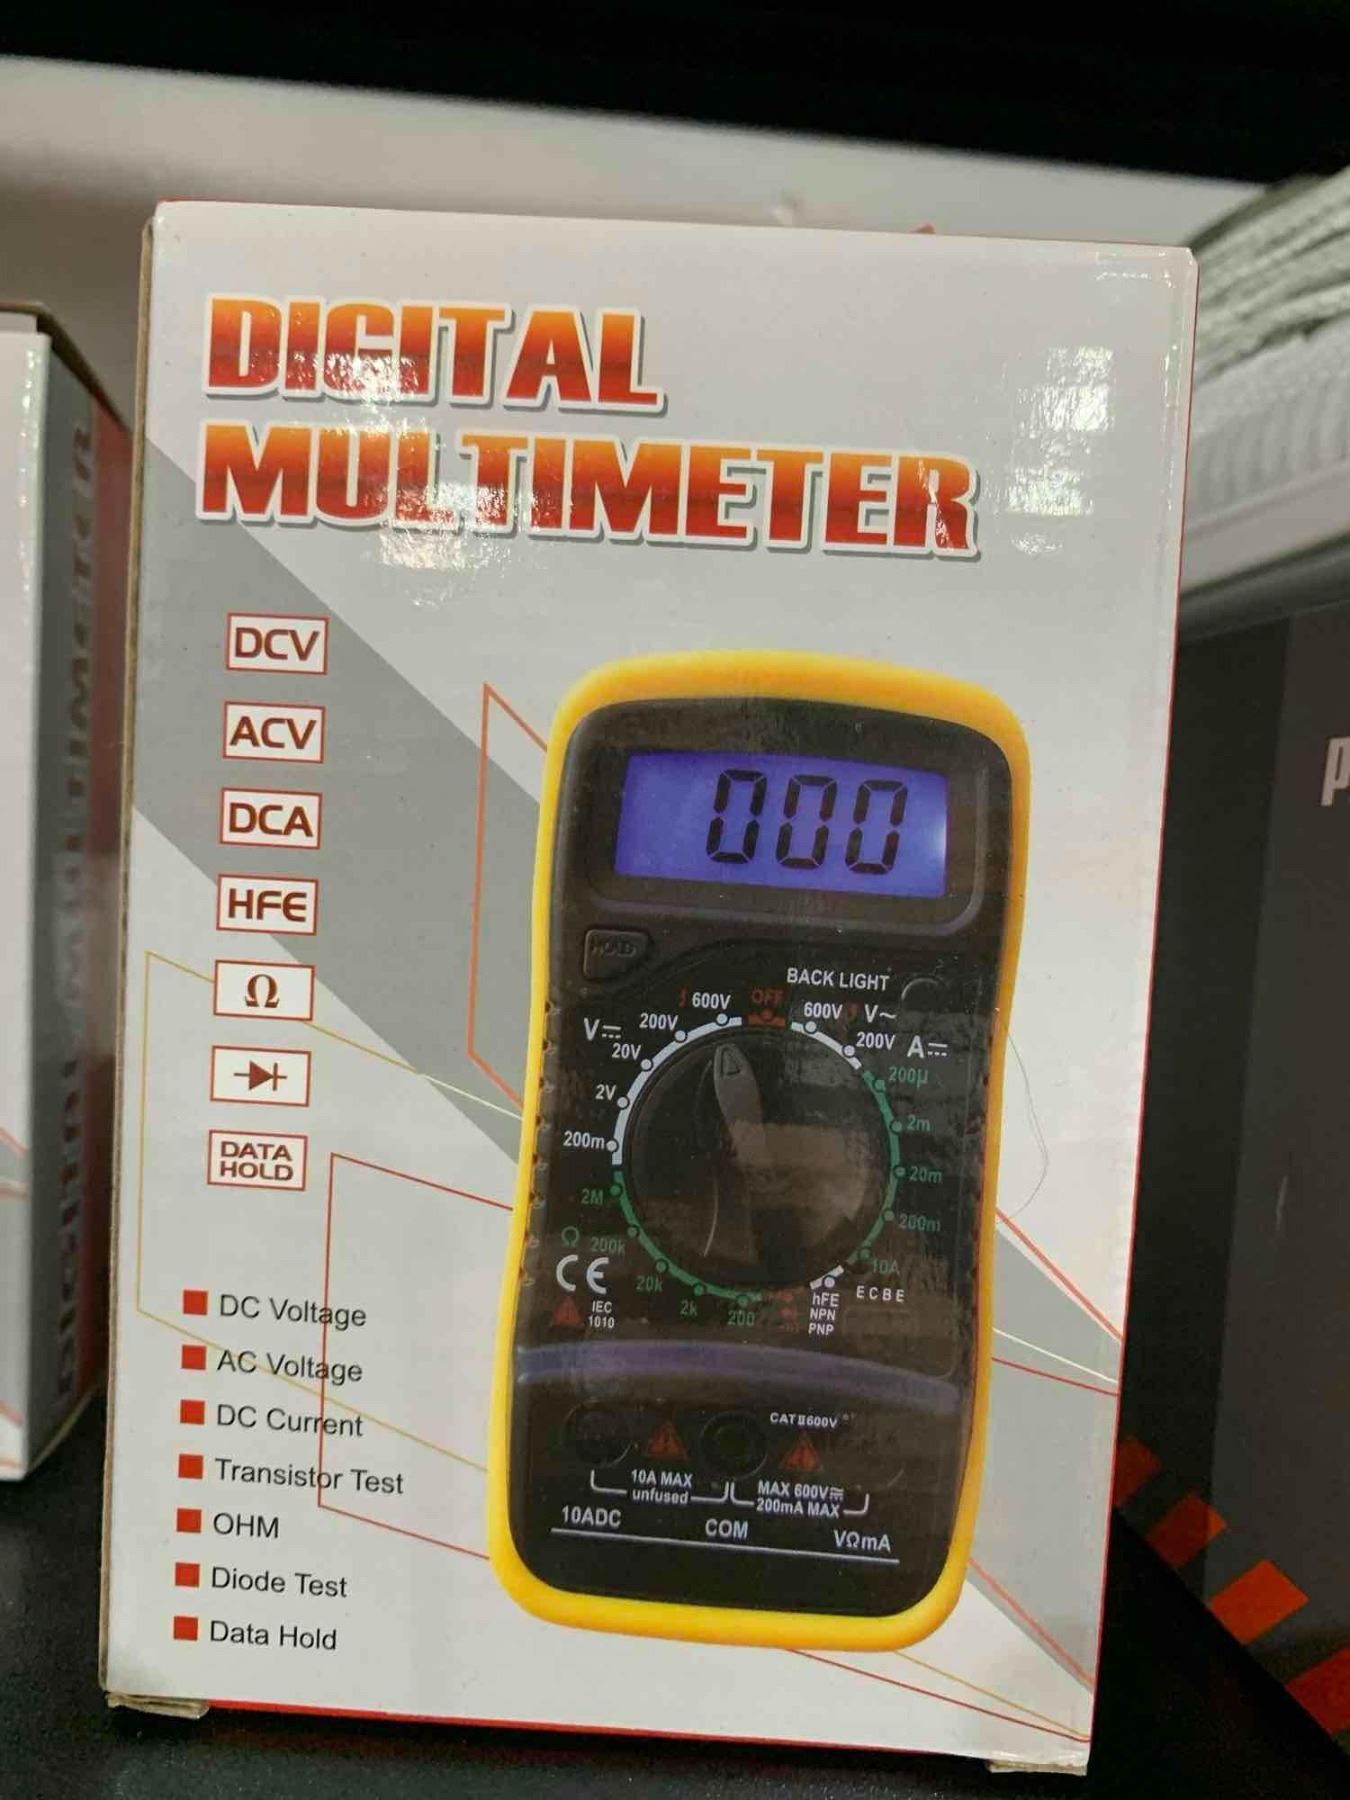 DIGITAL
MULTIMETER
DCV
ACV
DCA
HFE
Ω
DATA
HOLD
DC Voltage
AC Voltage
DC Current
Transistor Test
OHM
Diode Test
Data Hold
000
HOLD
BACK LIGHT
600V OFF 600V V~
V⎓ 200V 200V A⎓
20V 200µ
2V 2m
200m 20m
2M 200m
Ω 200k 10A
20k 2k 200
hFE
NPN
PNP
E C B E
CE
IEC
1010
CAT II 600V
10A MAX
unfused
MAX 600V
200mA MAX
10ADC COM VΩmA